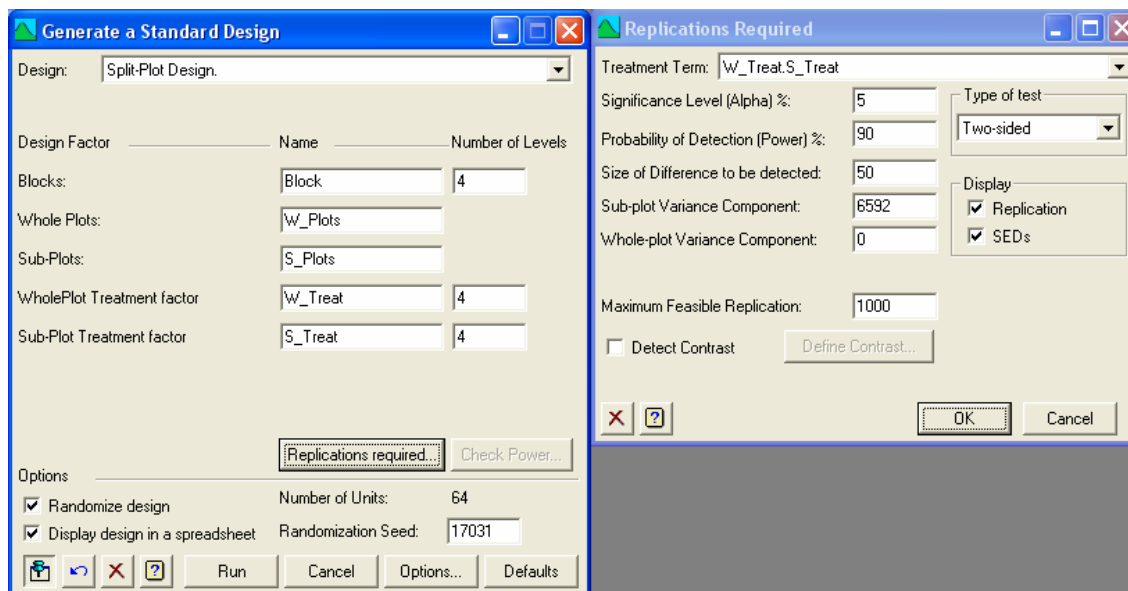 Generate a Standard Design
Design: Split-Plot Design.
Design Factor Name Number of Levels
Blocks: Block 4
Whole Plots: W_Plots
Sub-Plots: S_Plots
WholePlot Treatment factor W_Treat 4
Sub-Plot Treatment factor S_Treat 4
Replications required... Check Power...
Options
Randomize design Number of Units: 64
Display design in a spreadsheet Randomization Seed: 17031
Run Cancel Options... Defaults
Replications Required
Treatment Term: W_Treat.S_Treat
Significance Level (Alpha) %: 5
Probability of Detection (Power) %: 90
Size of Difference to be detected: 50
Sub-plot Variance Component: 6592
Whole-plot Variance Component: 0
Type of test
Two-sided
Display
Replication
SEDs
Maximum Feasible Replication: 1000
Detect Contrast Define Contrast...
OK Cancel